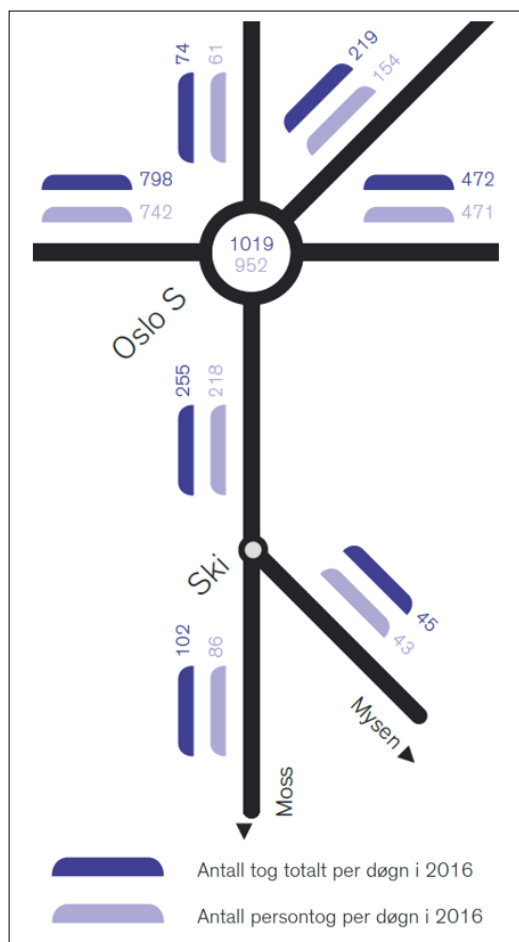 74
61
219
154
798
742
472
471
1019
952
Oslo S
255
218
Ski
45
43
102
86
Mysen
Moss
Antall tog totalt per døgn i 2016
Antall persontog per døgn i 2016